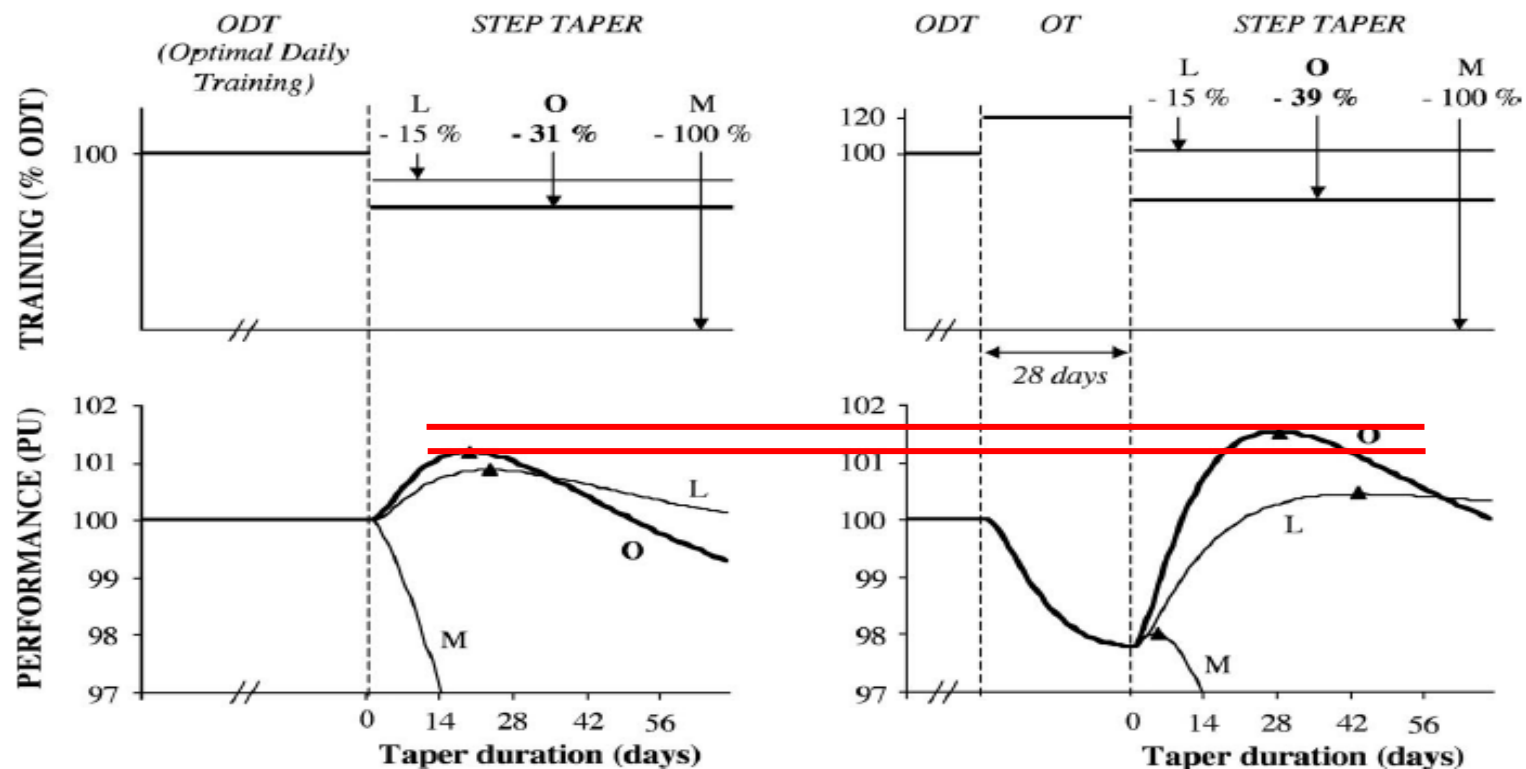 ODT
(Optimal Daily
Training)
STEP TAPER
L
- 15 %
O
- 31 %
M
- 100 %
TRAINING (% ODT)
100
ODT
OT
STEP TAPER
L
- 15 %
O
- 39 %
M
- 100 %
120
100
28 days
PERFORMANCE (PU)
102
101
100
99
98
97
L
O
M
0 14 28 42 56
Taper duration (days)
102
101
100
99
98
97
O
L
M
0 14 28 42 56
Taper duration (days)